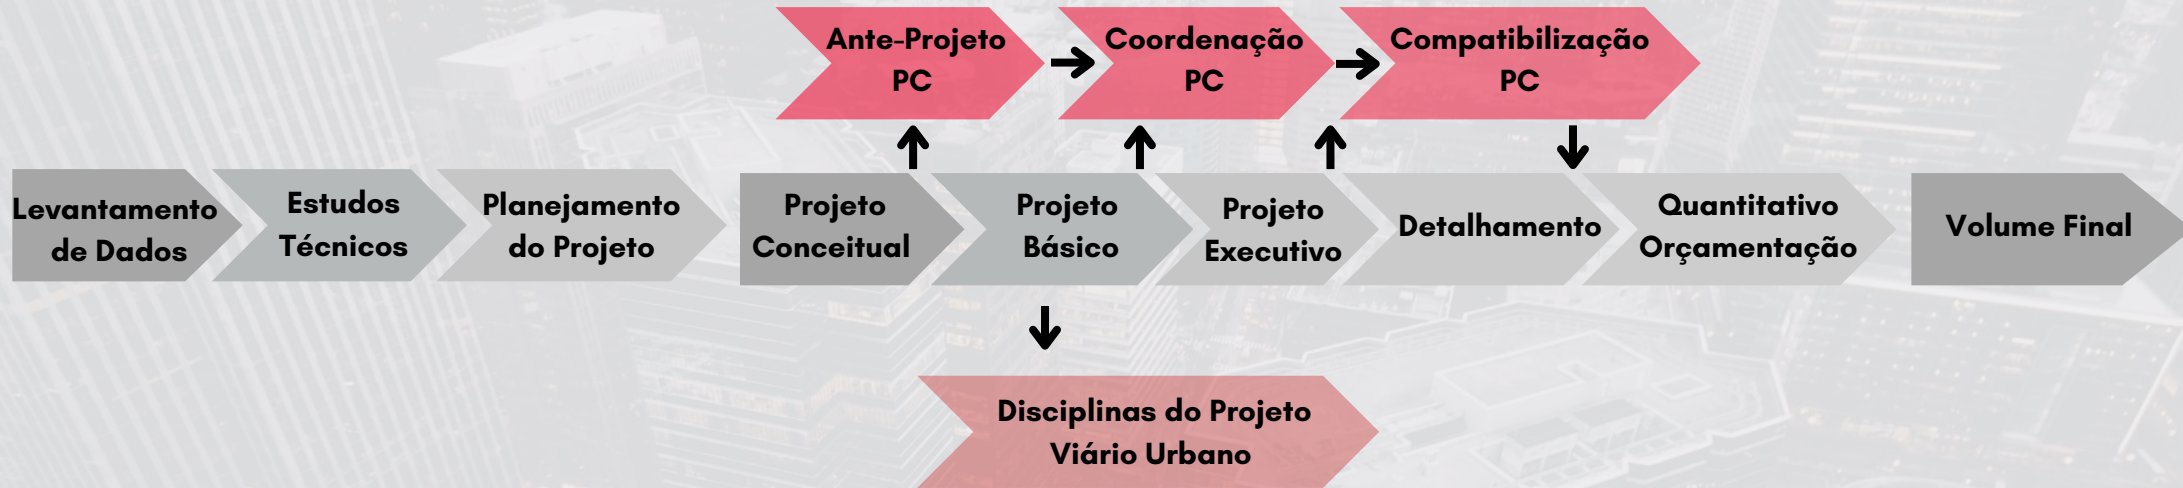 Ante-Projeto
PC
Coordenação
PC
Compatibilização
PC
Levantamento
de Dados
Estudos
Técnicos
Planejamento
do Projeto
Projeto
Conceitual
Projeto
Básico
Projeto
Executivo
Detalhamento
Quantitativo
Orçamentação
Volume Final
Disciplinas do Projeto
Viário Urbano